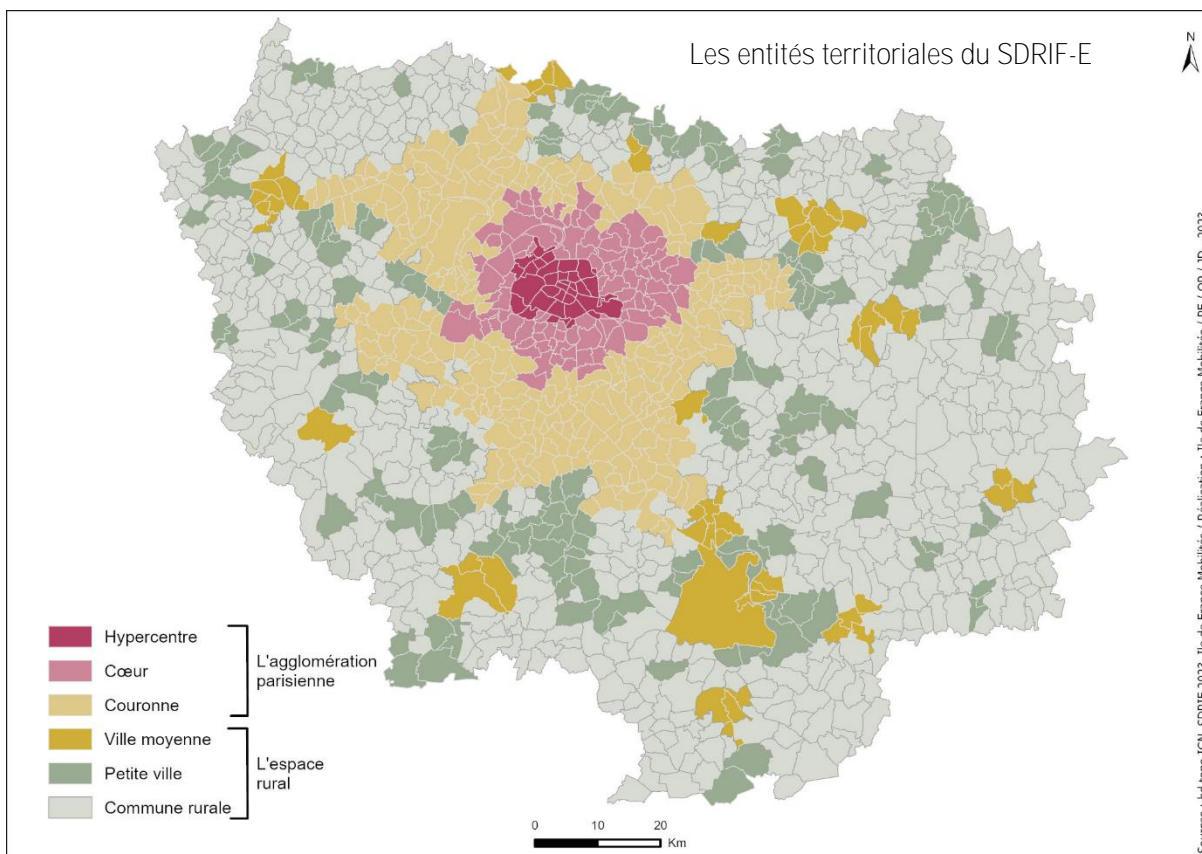 Les entités territoriales du SDRIF-E
N
Hypercentre
Cœur
Couronne
L'agglomération
parisienne
Ville moyenne
Petite ville
Commune rurale
L'espace
rural
0 10 20
Km